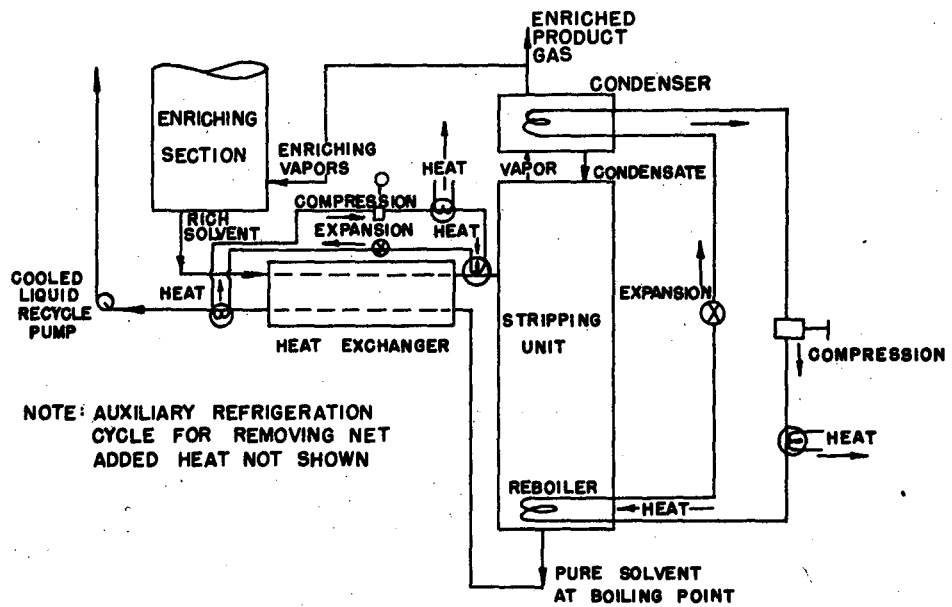 ENRICHED
PRODUCT
GAS
CONDENSER
ENRICHING
SECTION
ENRICHING
VAPORS
HEAT
VAPOR
CONDENSATE
COMPRESSION
RICH
SOLVENT
EXPANSION
HEAT
COOLED
LIQUID
RECYCLE
PUMP
HEAT
HEAT EXCHANGER
STRIPPING
UNIT
EXPANSION
COMPRESSION
NOTE: AUXILIARY REFRIGERATION
CYCLE FOR REMOVING NET
ADDED HEAT NOT SHOWN
HEAT
REBOILER
HEAT
PURE SOLVENT
AT BOILING POINT